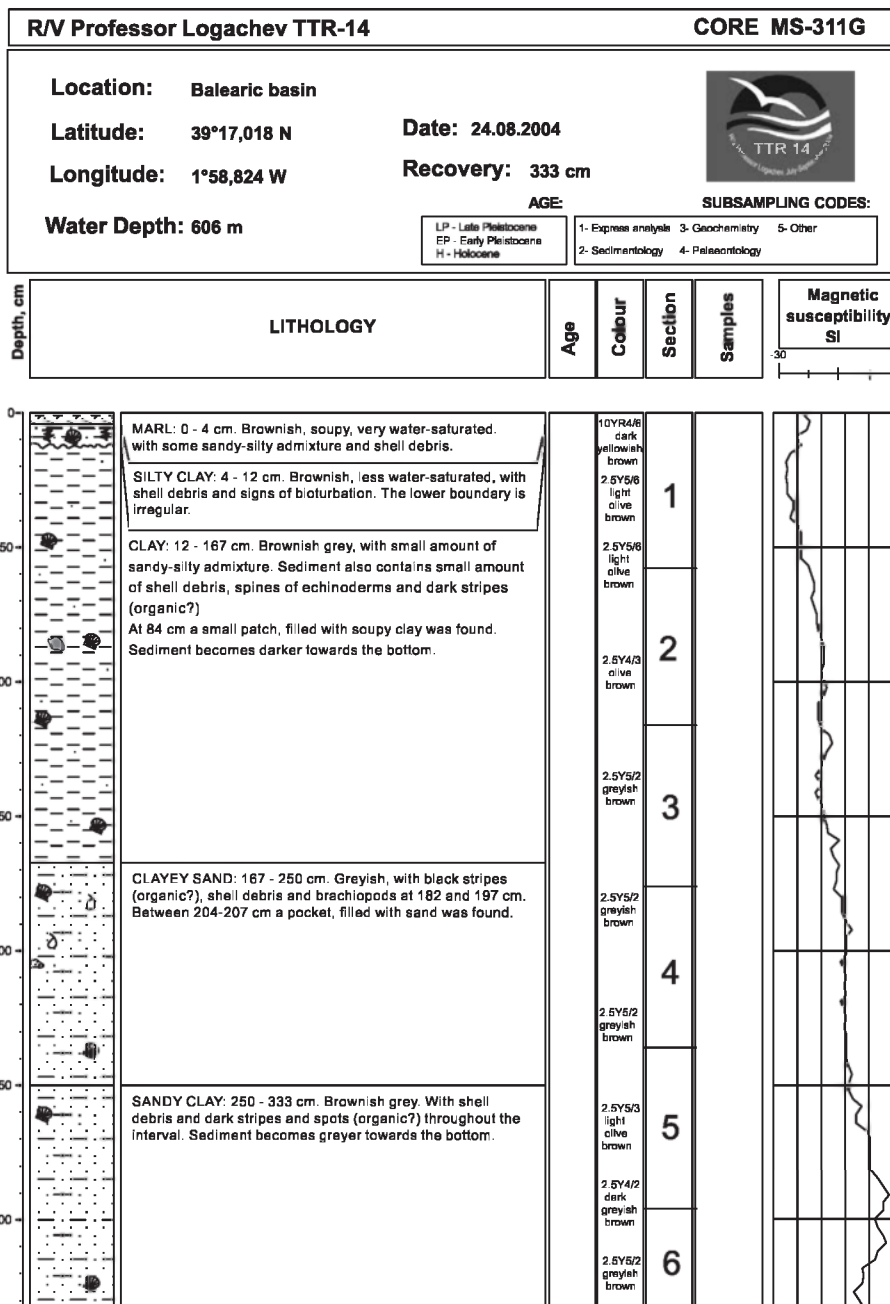 R/V Professor Logachev TTR-14
CORE MS-311G
Location: Balearic basin
Latitude: 39°17,018 N
Date: 24.08.2004
Longitude: 1°58,824 W
Recovery: 333 cm
Water Depth: 606 m
TTR 14
AGE:
LP - Late Pleistocene
EP - Early Pleistocene
H - Holocene
SUBSAMPLING CODES:
1- Express analysis 3- Geochemistry 5- Other
2- Sedimentology 4- Palaeontology
Depth, cm
LITHOLOGY
Age
Colour
Section
Samples
Magnetic
susceptibility
SI
-30
0
MARL: 0 - 4 cm. Brownish, soupy, very water-saturated.
with some sandy-silty admixture and shell debris.
SILTY CLAY: 4 - 12 cm. Brownish, less water-saturated, with
shell debris and signs of bioturbation. The lower boundary is
irregular.
10YR4/6
dark
yellowish
brown
2.5Y5/6
light
olive
brown
1
50
CLAY: 12 - 167 cm. Brownish grey, with small amount of
sandy-silty admixture. Sediment also contains small amount
of shell debris, spines of echinoderms and dark stripes
(organic?)
At 84 cm a small patch, filled with soupy clay was found.
Sediment becomes darker towards the bottom.
2.5Y5/6
light
olive
brown
2
2.5Y4/3
olive
brown
00
2.5Y5/2
greyish
brown
3
50
CLAYEY SAND: 167 - 250 cm. Greyish, with black stripes
(organic?), shell debris and brachiopods at 182 and 197 cm.
Between 204-207 cm a pocket, filled with sand was found.
2.5Y5/2
greyish
brown
00
4
2.5Y5/2
greyish
brown
50
SANDY CLAY: 250 - 333 cm. Brownish grey. With shell
debris and dark stripes and spots (organic?) throughout the
interval. Sediment becomes greyer towards the bottom.
2.5Y5/3
light
olive
brown
5
2.5Y4/2
dark
greyish
brown
00
2.5Y5/2
greyish
brown
6